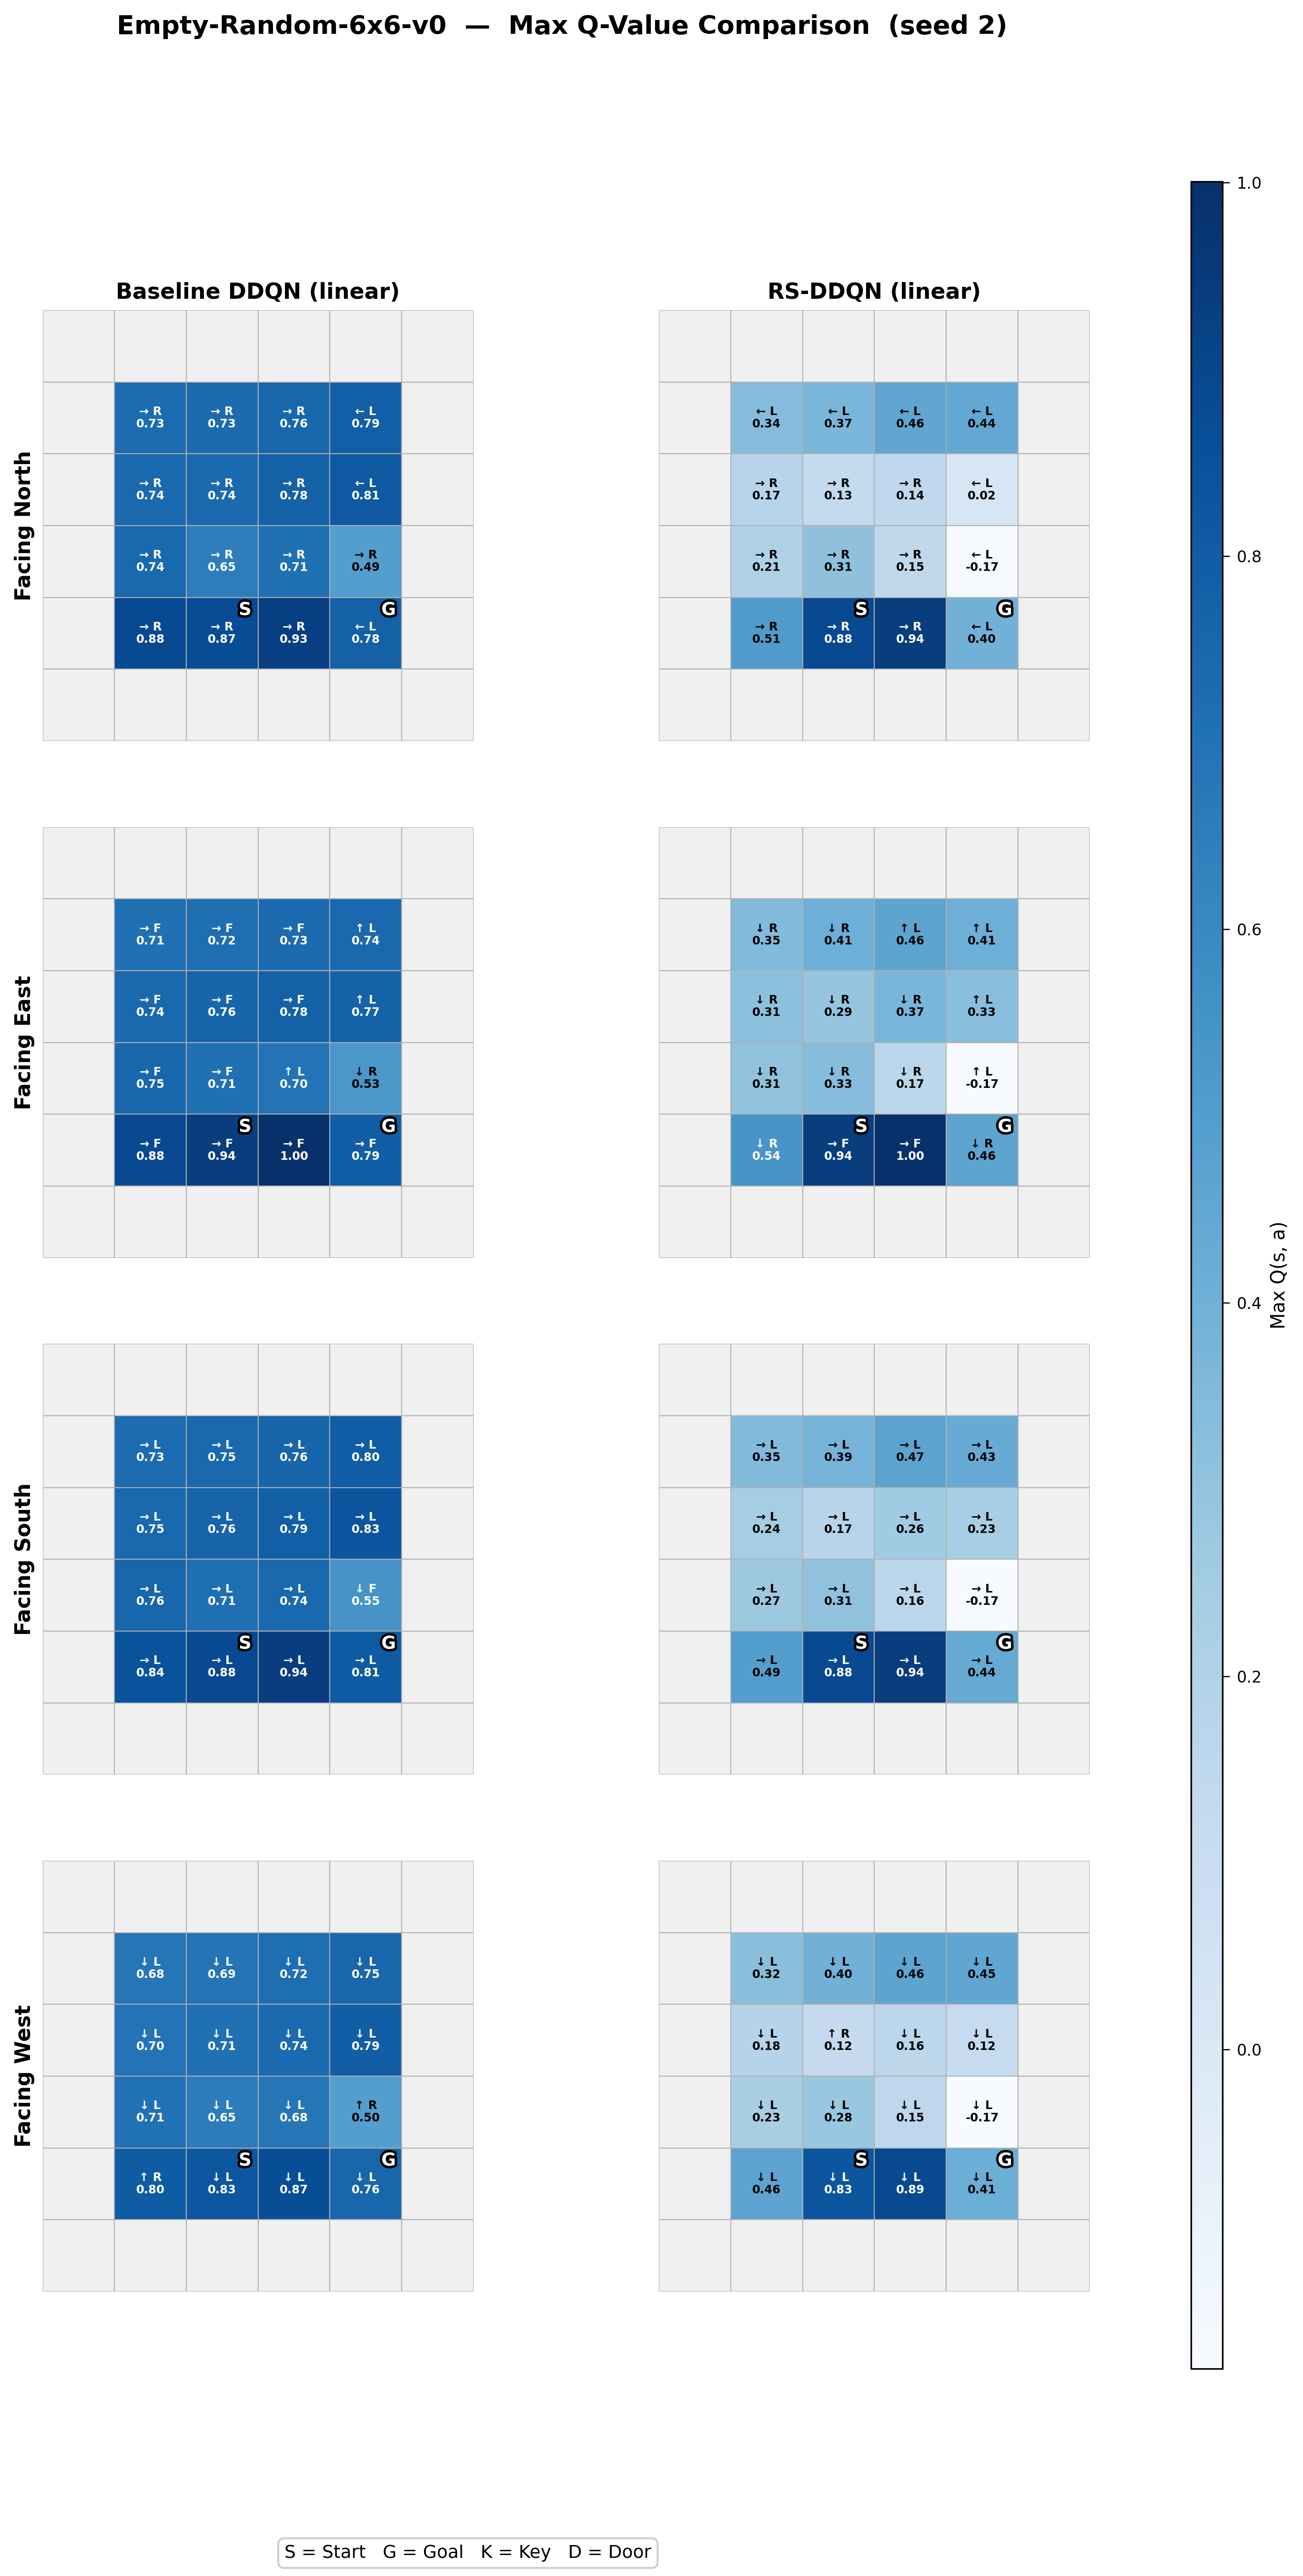 Empty-Random-6x6-v0 — Max Q-Value Comparison (seed 2)
Baseline DDQN (linear)
RS-DDQN (linear)
Facing North
→ R → R → R ← L
0.73 0.73 0.76 0.79
→ R → R → R ← L
0.74 0.74 0.78 0.81
→ R → R → R → R
0.74 0.65 0.71 0.49
S G
→ R → R → R ← L
0.88 0.87 0.93 0.78
← L ← L ← L ← L
0.34 0.37 0.46 0.44
→ R → R → R ← L
0.17 0.13 0.14 0.02
→ R → R → R ← L
0.21 0.31 0.15 -0.17
S G
→ R → R → R ← L
0.51 0.88 0.94 0.40
Facing East
→ F → F → F ↑ L
0.71 0.72 0.73 0.74
→ F → F → F ↑ L
0.74 0.76 0.78 0.77
→ F → F ↑ L ↓ R
0.75 0.71 0.70 0.53
S G
→ F → F → F → F
0.88 0.94 1.00 0.79
↓ R ↓ R ↑ L ↑ L
0.35 0.41 0.46 0.41
↓ R ↓ R ↓ R ↑ L
0.31 0.29 0.37 0.33
↓ R ↓ R ↓ R ↑ L
0.31 0.33 0.17 -0.17
S G
↓ R → F → F ↓ R
0.54 0.94 1.00 0.46
Facing South
→ L → L → L → L
0.73 0.75 0.76 0.80
→ L → L → L → L
0.75 0.76 0.79 0.83
→ L → L → L ↓ F
0.76 0.71 0.74 0.55
S G
→ L → L → L → L
0.84 0.88 0.94 0.81
→ L → L → L → L
0.35 0.39 0.47 0.43
→ L → L → L → L
0.24 0.17 0.26 0.23
→ L → L → L → L
0.27 0.31 0.16 -0.17
S G
→ L → L → L → L
0.49 0.88 0.94 0.44
Facing West
↓ L ↓ L ↓ L ↓ L
0.68 0.69 0.72 0.75
↓ L ↓ L ↓ L ↓ L
0.70 0.71 0.74 0.79
↓ L ↓ L ↓ L ↑ R
0.71 0.65 0.68 0.50
S G
↑ R ↓ L ↓ L ↓ L
0.80 0.83 0.87 0.76
↓ L ↓ L ↓ L ↓ L
0.32 0.40 0.46 0.45
↓ L ↑ R ↓ L ↓ L
0.18 0.12 0.16 0.12
↓ L ↓ L ↓ L ↓ L
0.23 0.28 0.15 -0.17
S G
↓ L ↓ L ↓ L ↓ L
0.46 0.83 0.89 0.41
1.0
0.8
0.6
0.4
0.2
0.0
Max Q(s, a)
S = Start G = Goal K = Key D = Door